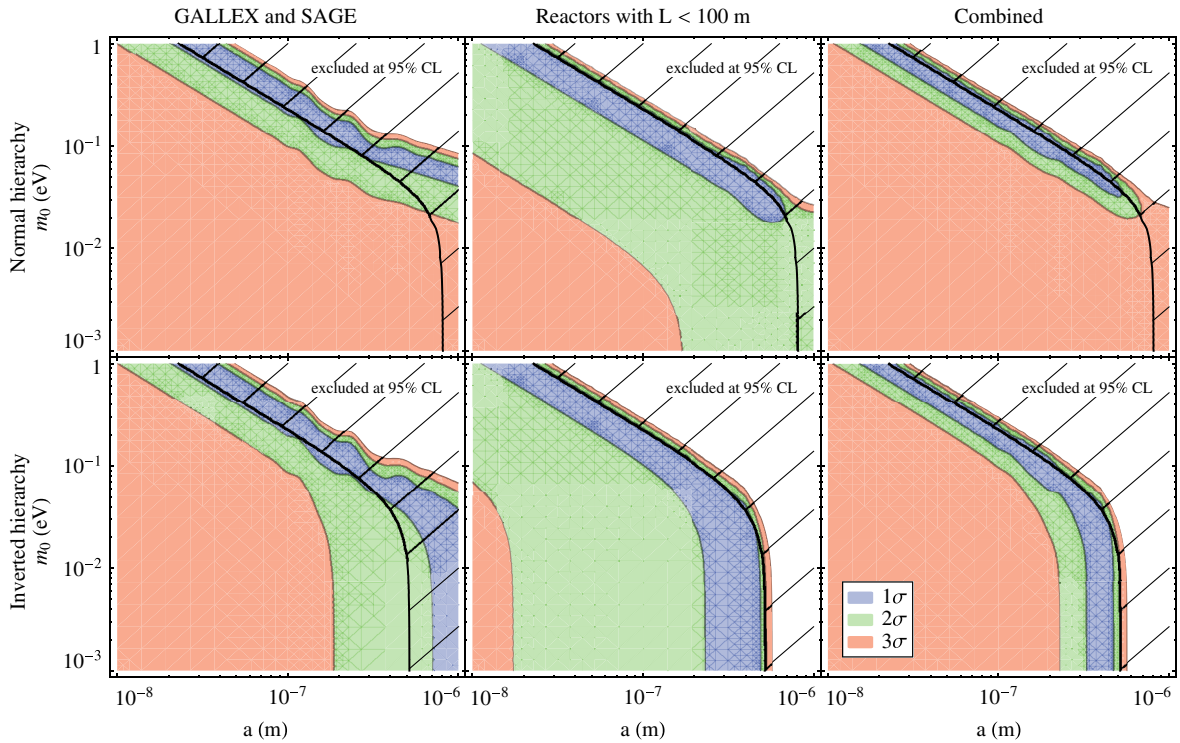 GALLEX and SAGE
Reactors with L < 100 m
Combined
Normal hierarchy
m₀ (eV)
1
10⁻¹
10⁻²
10⁻³
excluded at 95% CL
excluded at 95% CL
excluded at 95% CL
Inverted hierarchy
m₀ (eV)
1
10⁻¹
10⁻²
10⁻³
excluded at 95% CL
excluded at 95% CL
excluded at 95% CL
1σ
2σ
3σ
10⁻⁸ 10⁻⁷ 10⁻⁶
10⁻⁸ 10⁻⁷ 10⁻⁶
10⁻⁸ 10⁻⁷ 10⁻⁶
a (m)
a (m)
a (m)